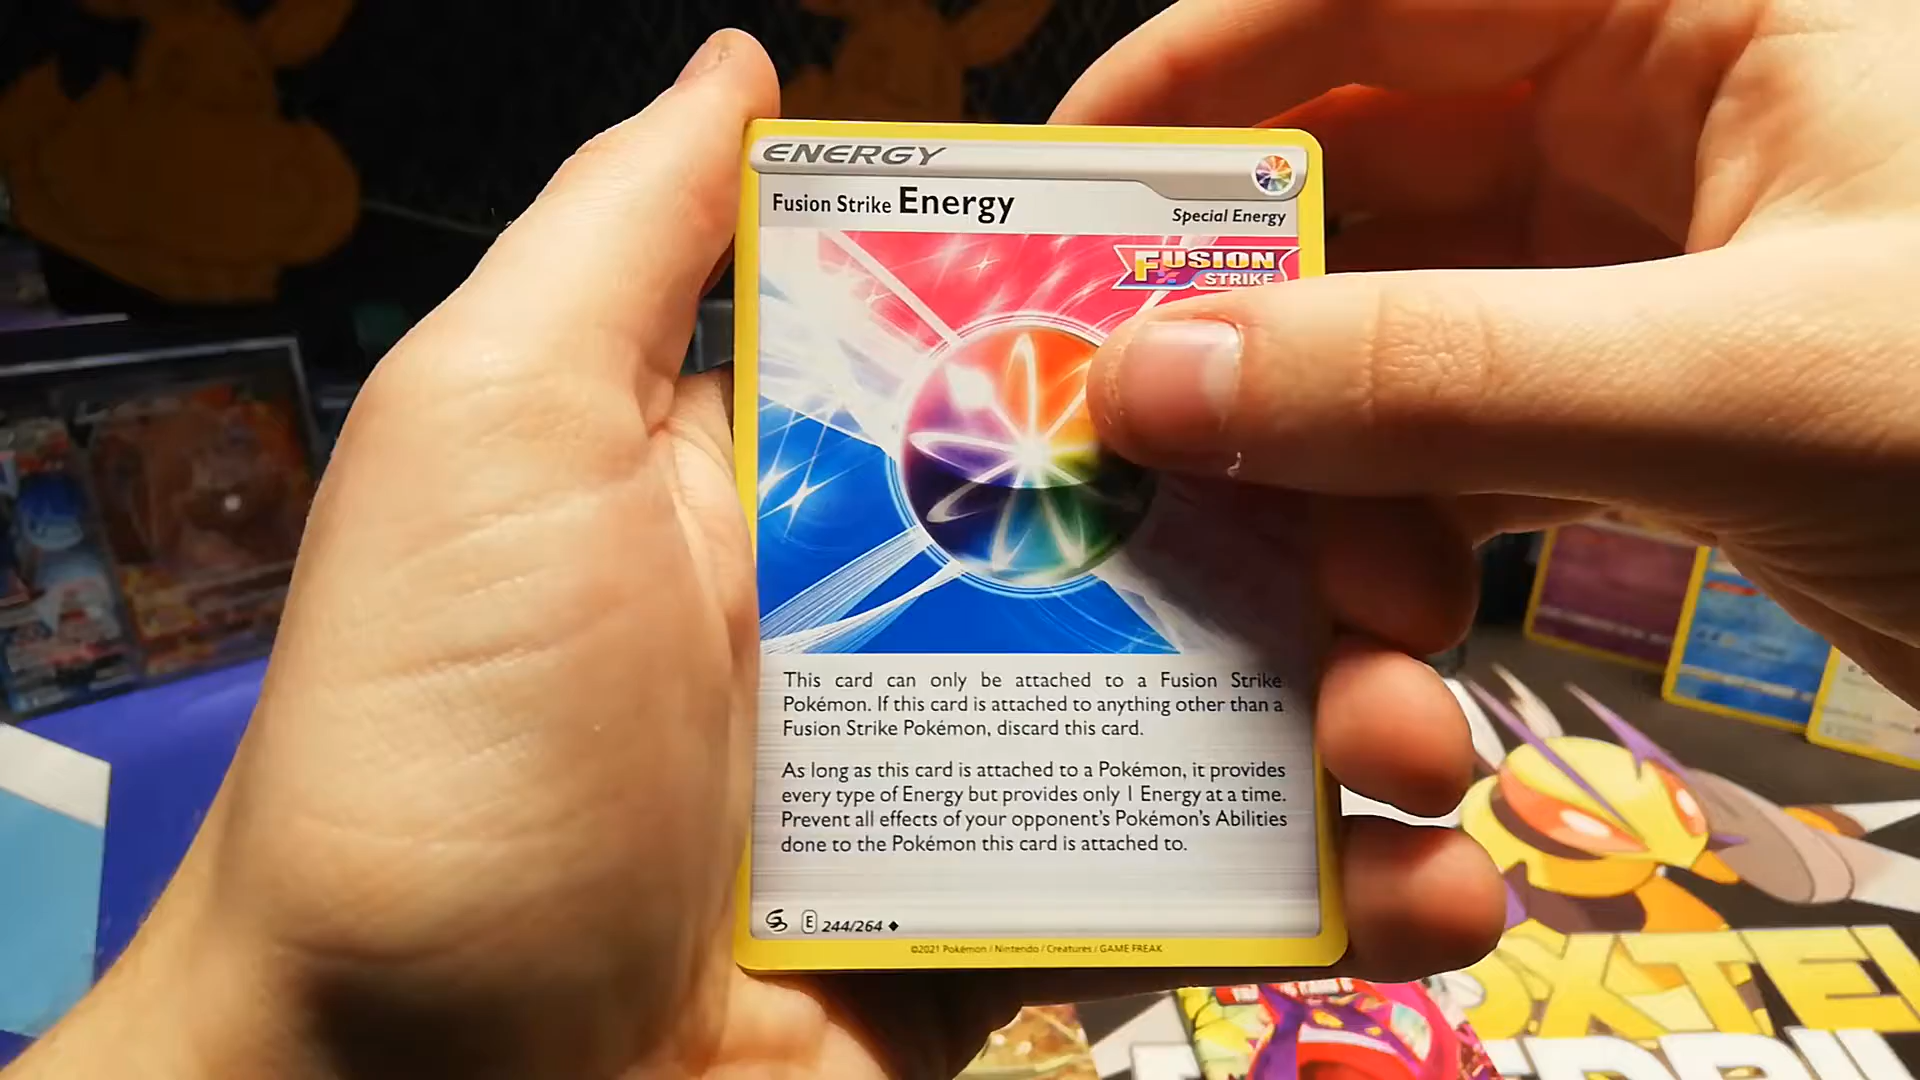 ENERGY
Fusion Strike Energy
Special Energy
FUSION
STRIKE
This card can only be attached to a Fusion Strike
Pokémon. If this card is attached to anything other than a
Fusion Strike Pokémon, discard this card.
As long as this card is attached to a Pokémon, it provides
every type of Energy but provides only 1 Energy at a time.
Prevent all effects of your opponent's Pokémon's Abilities
done to the Pokémon this card is attached to.
E 244/264 ◆
©2021 Pokémon / Nintendo / Creatures / GAME FREAK